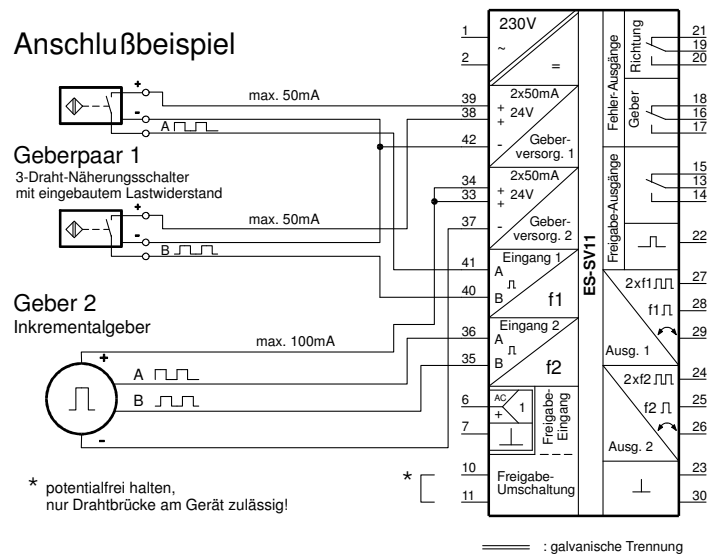 Anschlußbeispiel
+
max. 50mA
-
A
Geberpaar 1
3-Draht-Näherungsschalter
mit eingebautem Lastwiderstand
+
max. 50mA
-
B
Geber 2
Inkrementalgeber
max. 100mA
+
A
B
-
* potentialfrei halten,
nur Drahtbrücke am Gerät zulässig!
*
1
2
39
38
42
34
33
37
41
40
36
35
6
7
10
11
230V
~
=
2x50mA
+ 24V
+
- Geber-
versorg. 1
2x50mA
+ 24V
+
- Geber-
versorg. 2
Eingang 1
A
B f1
Eingang 2
A
B f2
AC
+
1
Freigabe-
Eingang
Freigabe-
Umschaltung
ES-SV11
Fehler-Ausgänge
Richtung
Geber
Freigabe-Ausgänge
2xf1
f1
Ausg. 1
2xf2
f2
Ausg. 2
21
19
20
18
16
17
15
13
14
22
27
28
29
24
25
26
23
30
: galvanische Trennung